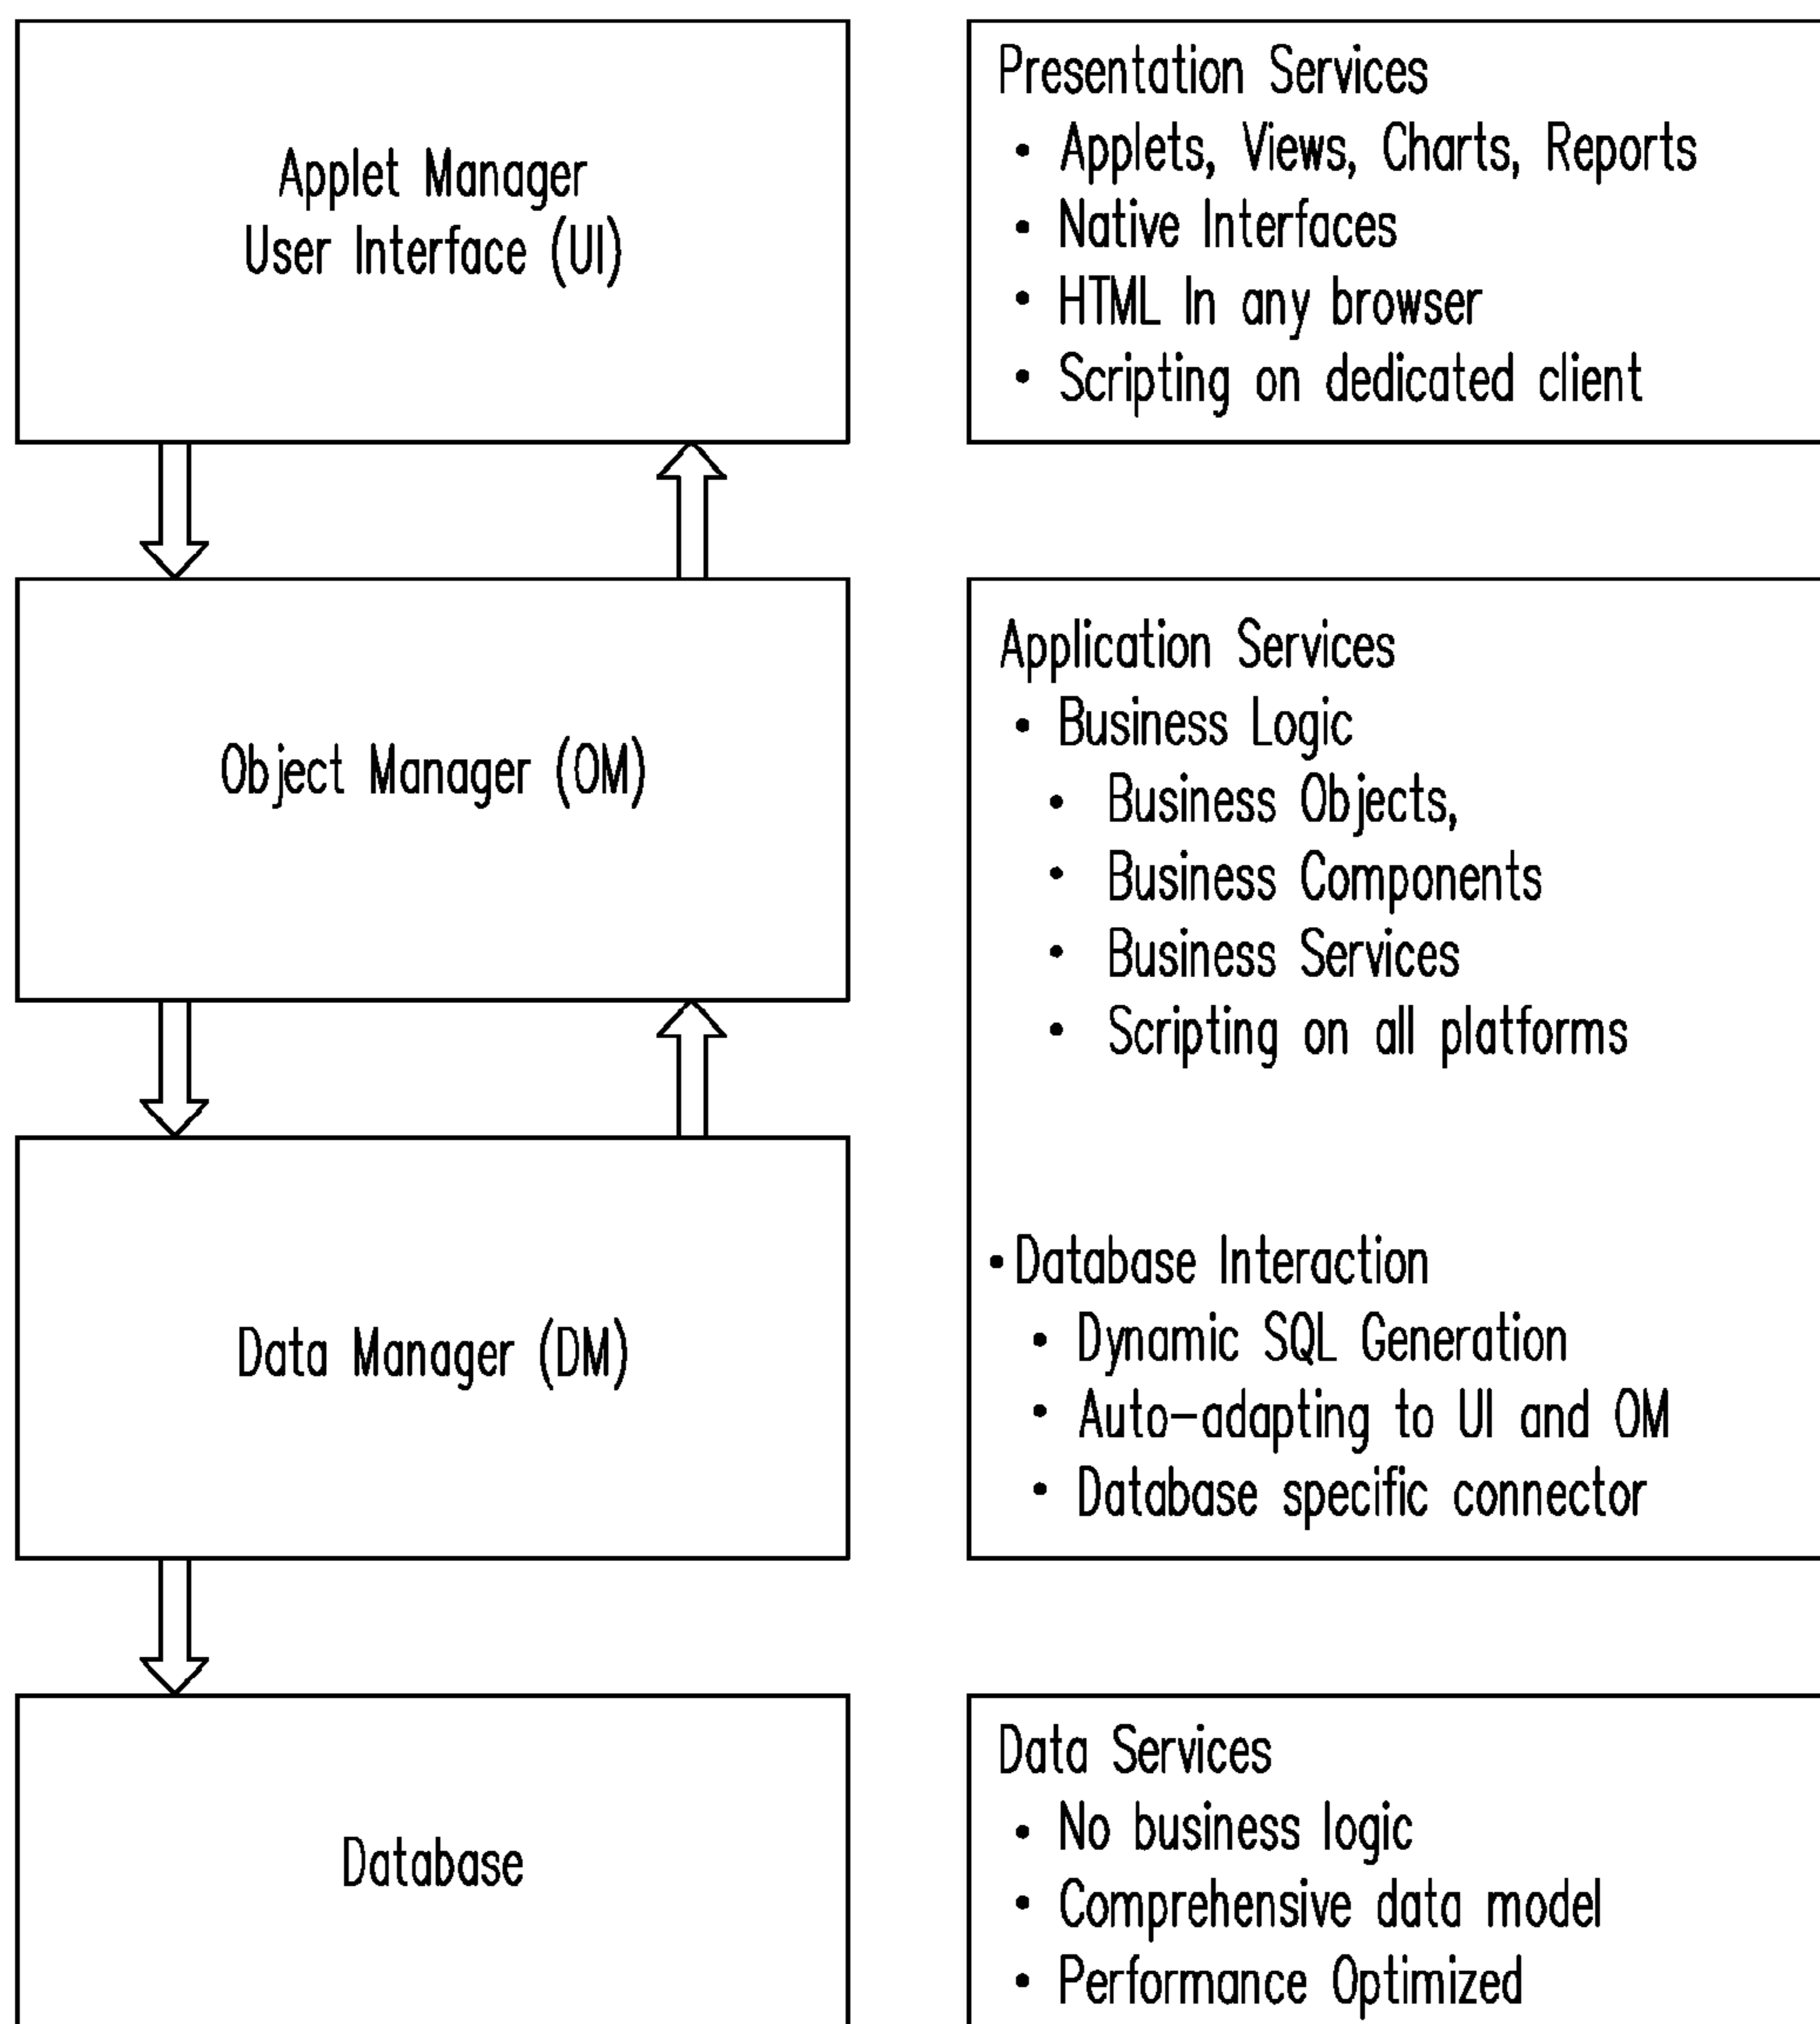 Applet Manager
User Interface (UI)
Presentation Services
• Applets, Views, Charts, Reports
• Native Interfaces
• HTML In any browser
• Scripting on dedicated client
Object Manager (OM)
Application Services
• Business Logic
• Business Objects,
• Business Components
• Business Services
• Scripting on all platforms
Data Manager (DM)
• Database Interaction
• Dynamic SQL Generation
• Auto-adapting to UI and OM
• Database specific connector
Database
Data Services
• No business logic
• Comprehensive data model
• Performance Optimized